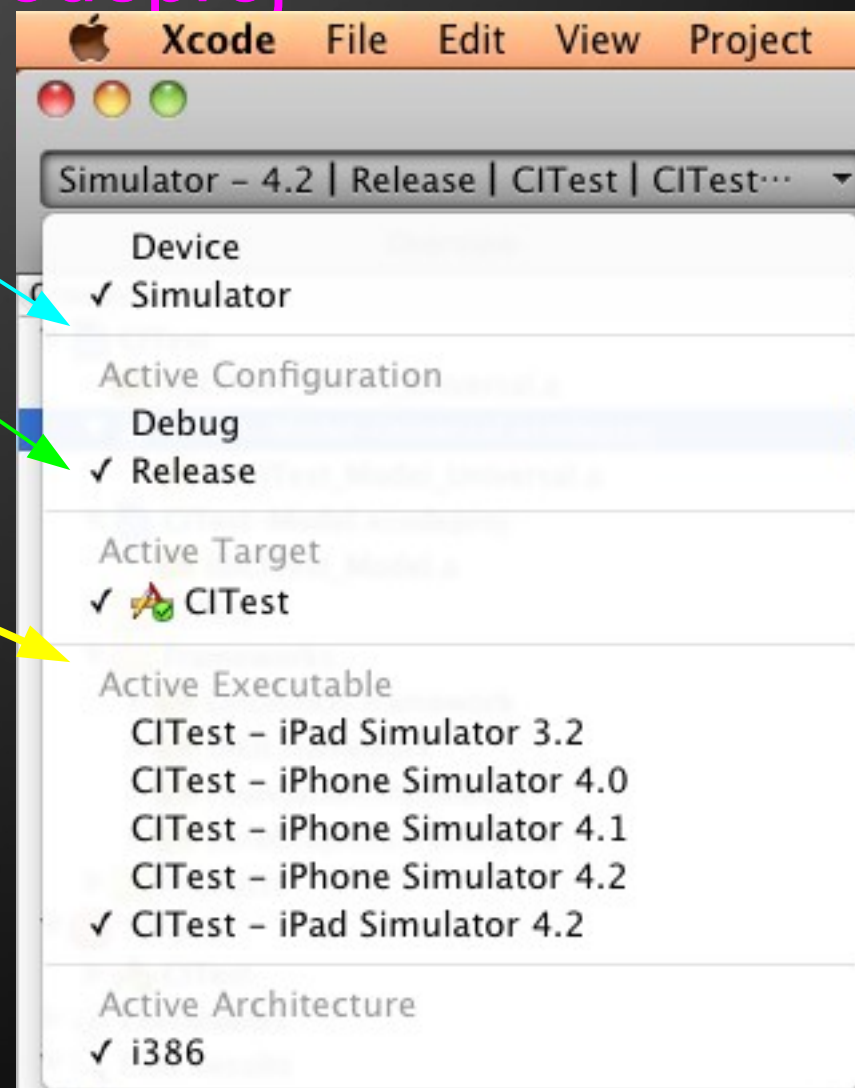 Xcode File Edit View Project
Simulator – 4.2 | Release | CITest | CITest…
Device
✓ Simulator
Active Configuration
Debug
✓ Release
Active Target
✓ CITest
Active Executable
CITest – iPad Simulator 3.2
CITest – iPhone Simulator 4.0
CITest – iPhone Simulator 4.1
CITest – iPhone Simulator 4.2
✓ CITest – iPad Simulator 4.2
Active Architecture
✓ i386